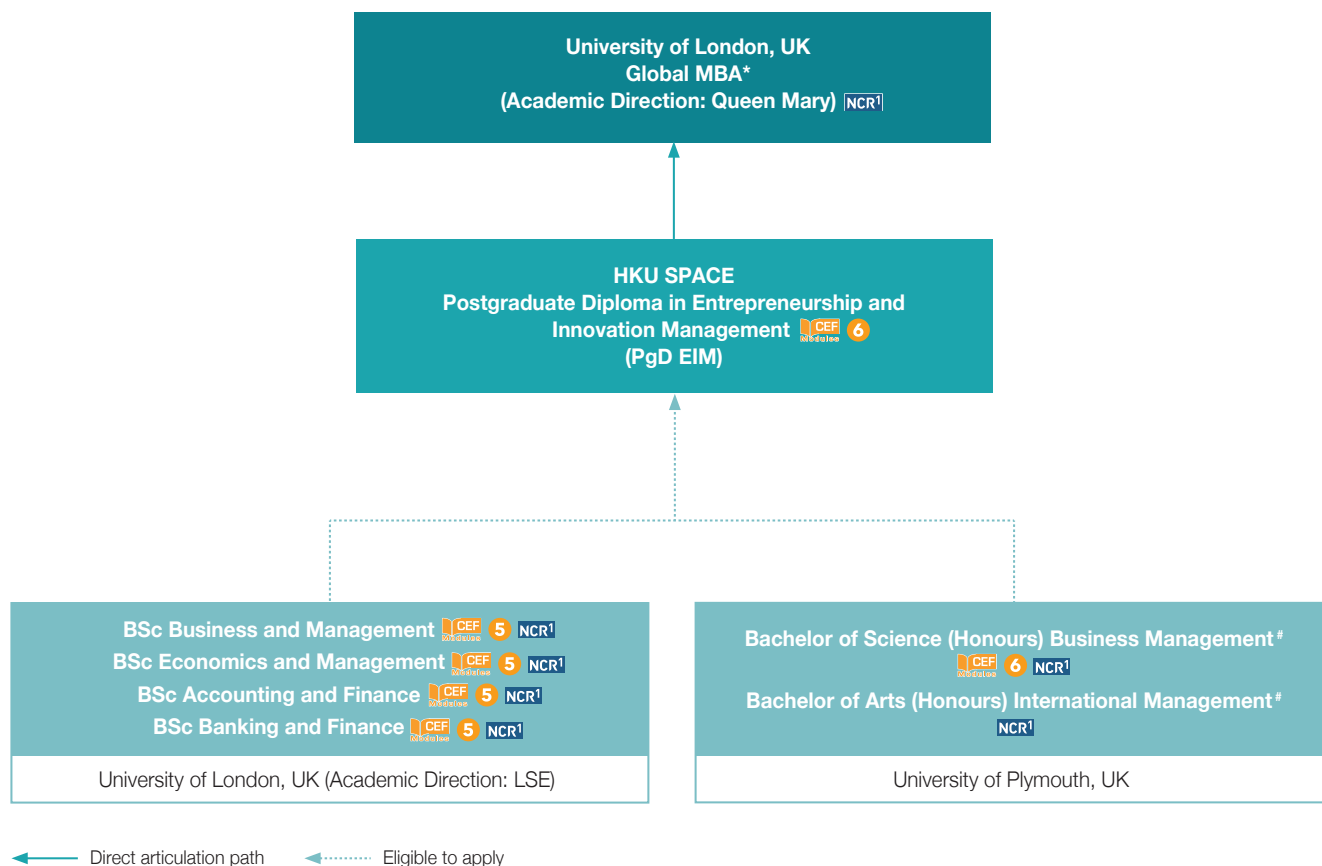 University of London, UK
Global MBA*
(Academic Direction: Queen Mary) NCR¹
HKU SPACE
Postgraduate Diploma in Entrepreneurship and
Innovation Management CEF Modules 6
(PgD EIM)
BSc Business and Management CEF Modules 5 NCR¹
BSc Economics and Management CEF Modules 5 NCR¹
BSc Accounting and Finance CEF Modules 5 NCR¹
BSc Banking and Finance CEF Modules 5 NCR¹
University of London, UK (Academic Direction: LSE)
Bachelor of Science (Honours) Business Management#
CEF Modules 6 NCR¹
Bachelor of Arts (Honours) International Management#
NCR¹
University of Plymouth, UK
Direct articulation path
Eligible to apply